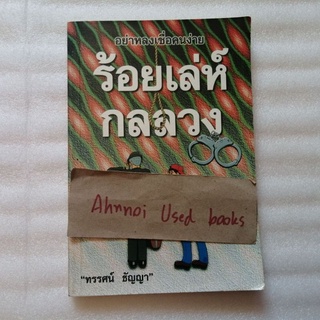 อย่าหลงเชื่อคนง่าย
ร้อยเล่ห์
กลลวง
Ahnnoi Used books
"ทรรศน์ ธัญญา"